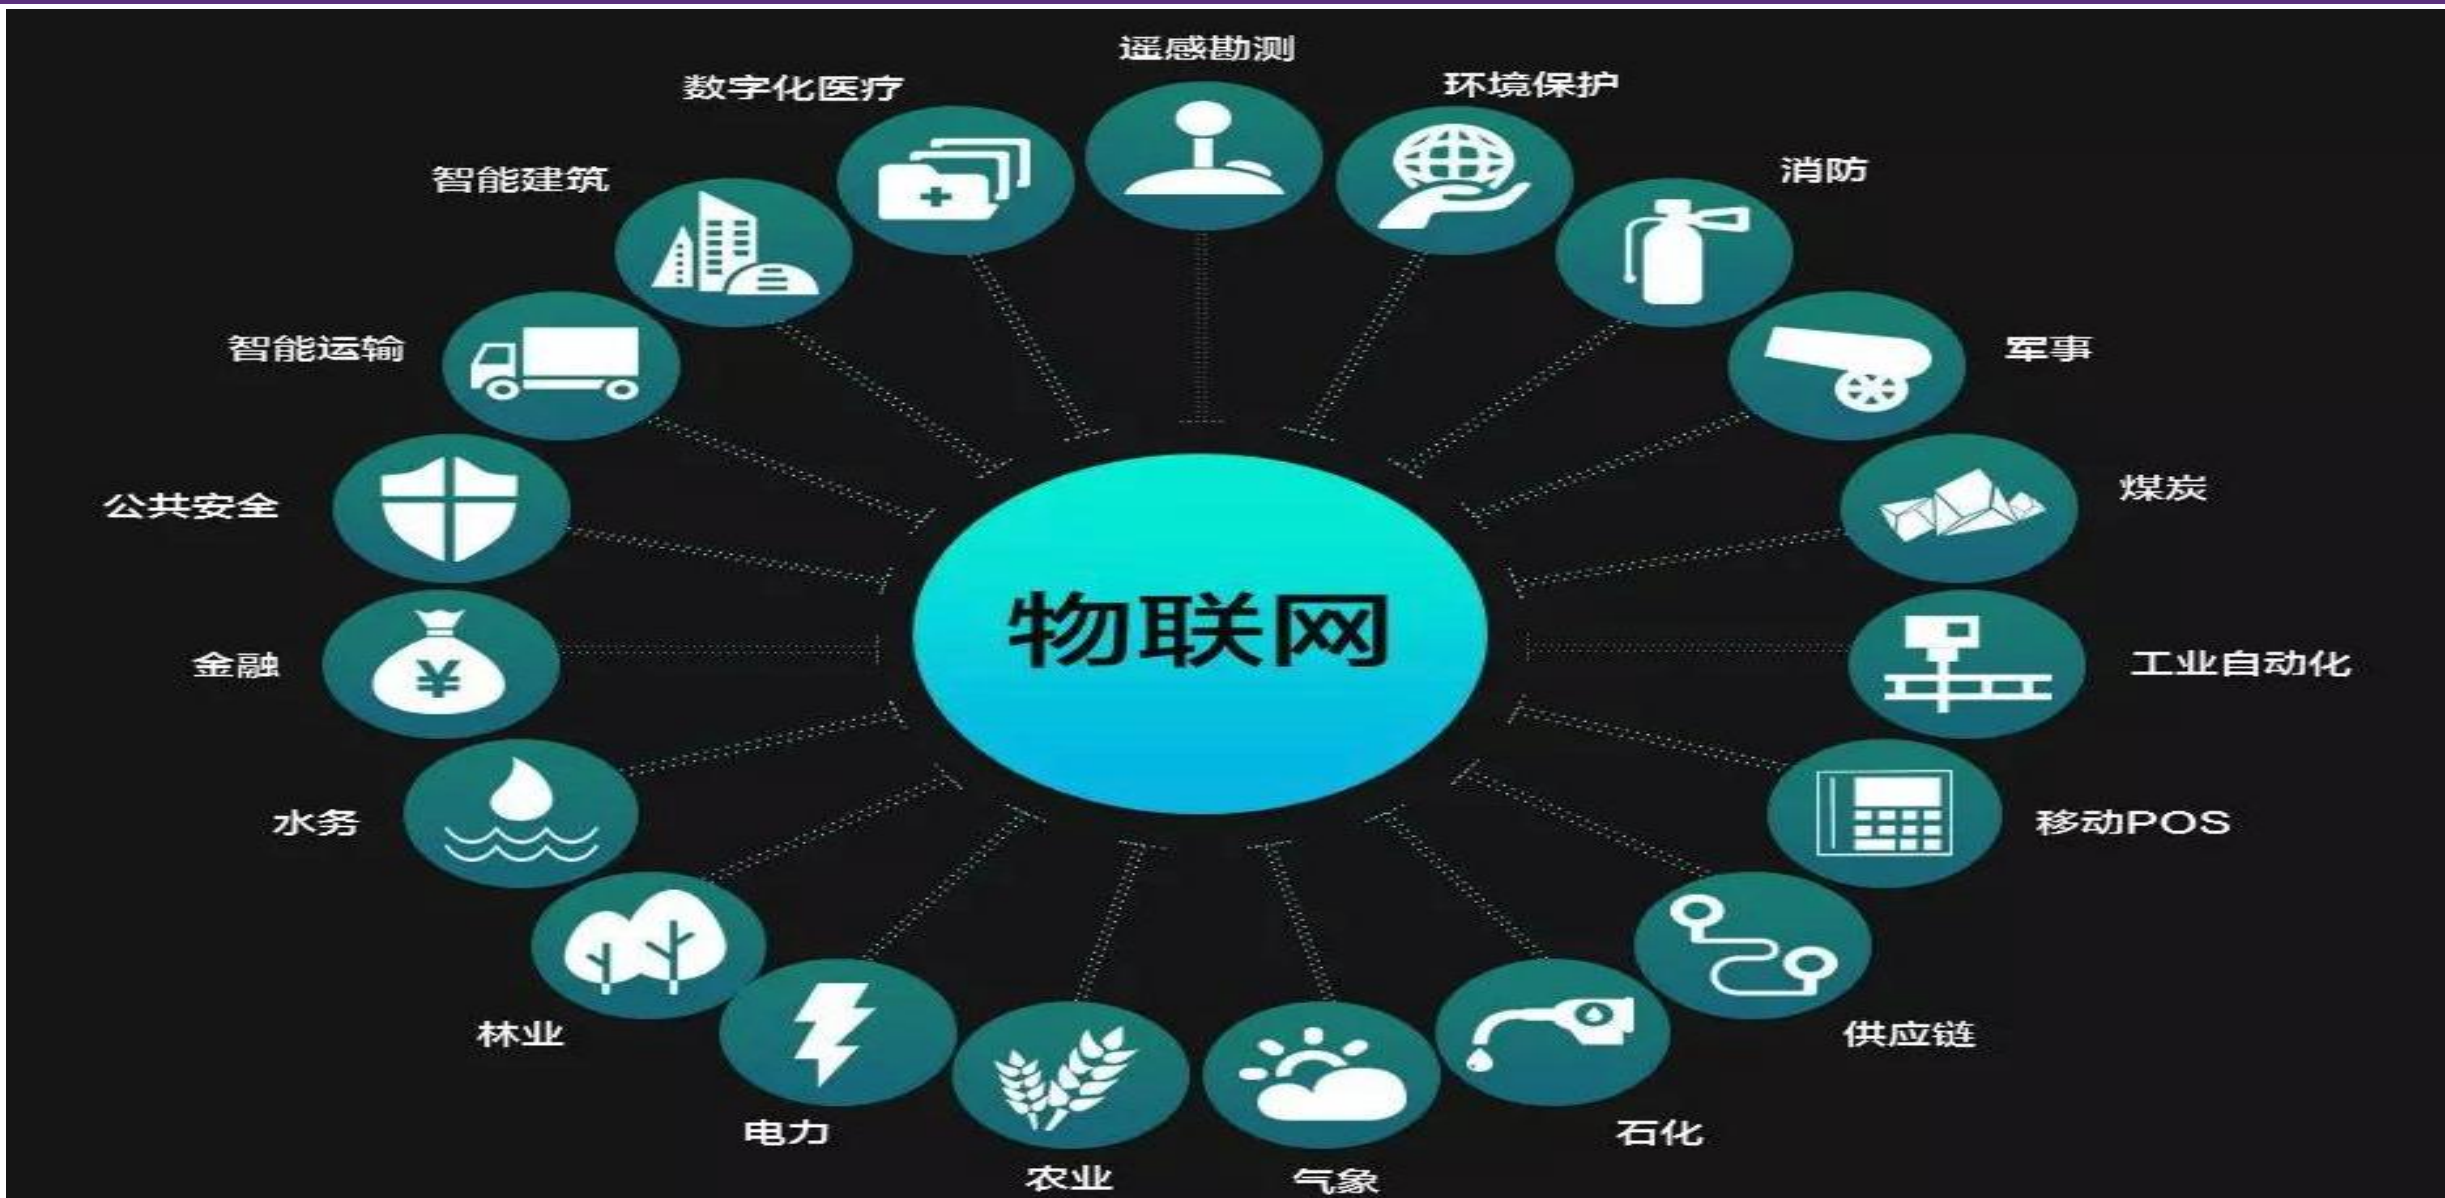 遥感勘测
环境保护
数字化医疗
消防
智能建筑
智能运输
军事
煤炭
公共安全
物联网
金融
¥
工业自动化
水务
移动POS
林业
供应链
电力
石化
农业
气象